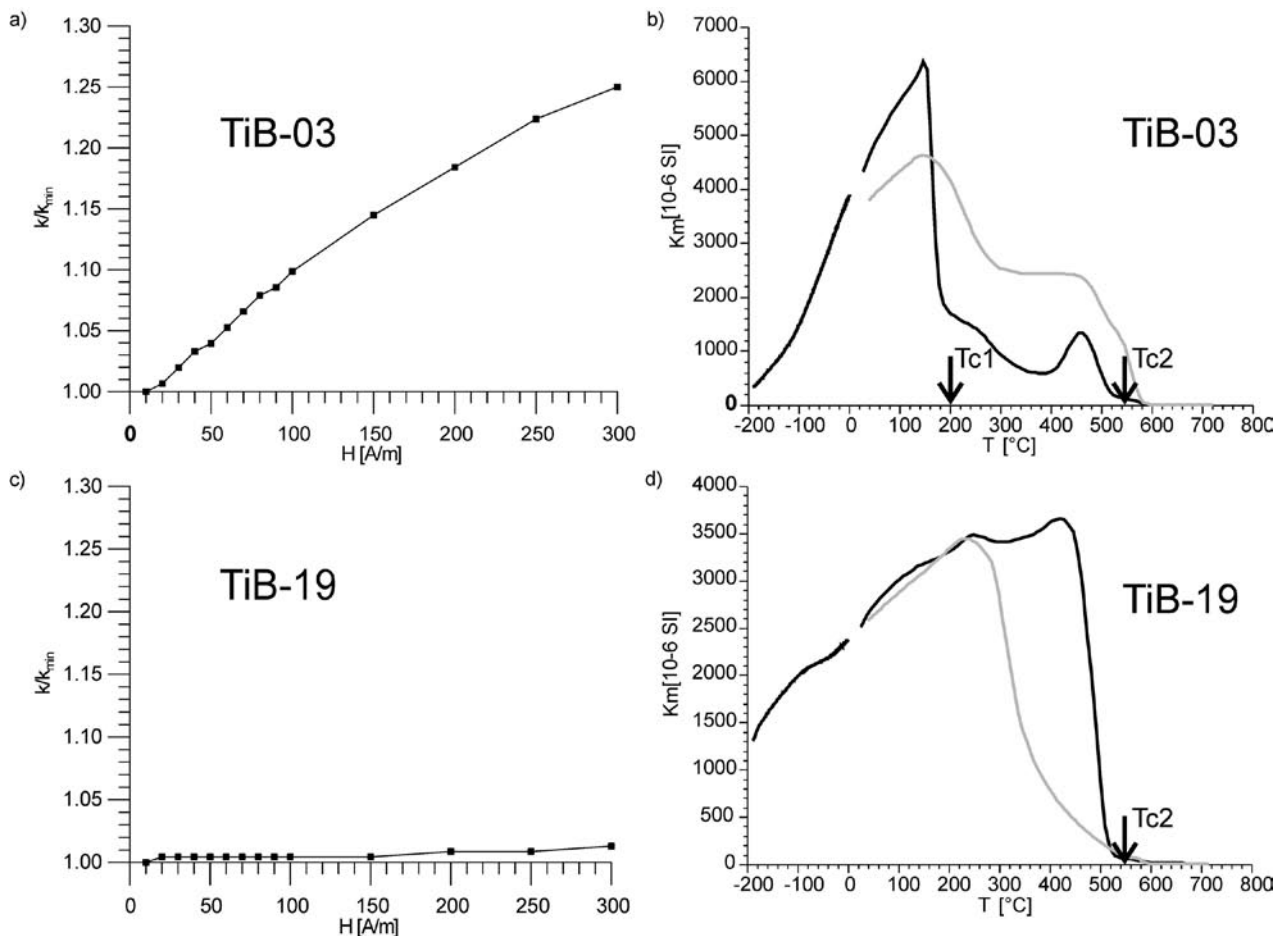 a)
1.30
1.25
1.20
1.15
1.10
1.05
1.00
k/kmin
TiB-03
0 50 100 150 200 250 300
H [A/m]
b)
7000
6000
5000
4000
3000
2000
1000
0
Km[10-6 SI]
TiB-03
Tc1
Tc2
-200 -100 0 100 200 300 400 500 600 700 800
T [°C]
c)
1.30
1.25
1.20
1.15
1.10
1.05
1.00
k/kmin
TiB-19
0 50 100 150 200 250 300
H [A/m]
d)
4000
3500
3000
2500
2000
1500
1000
500
0
Km[10-6 SI]
TiB-19
Tc2
-200 -100 0 100 200 300 400 500 600 700 800
T [°C]